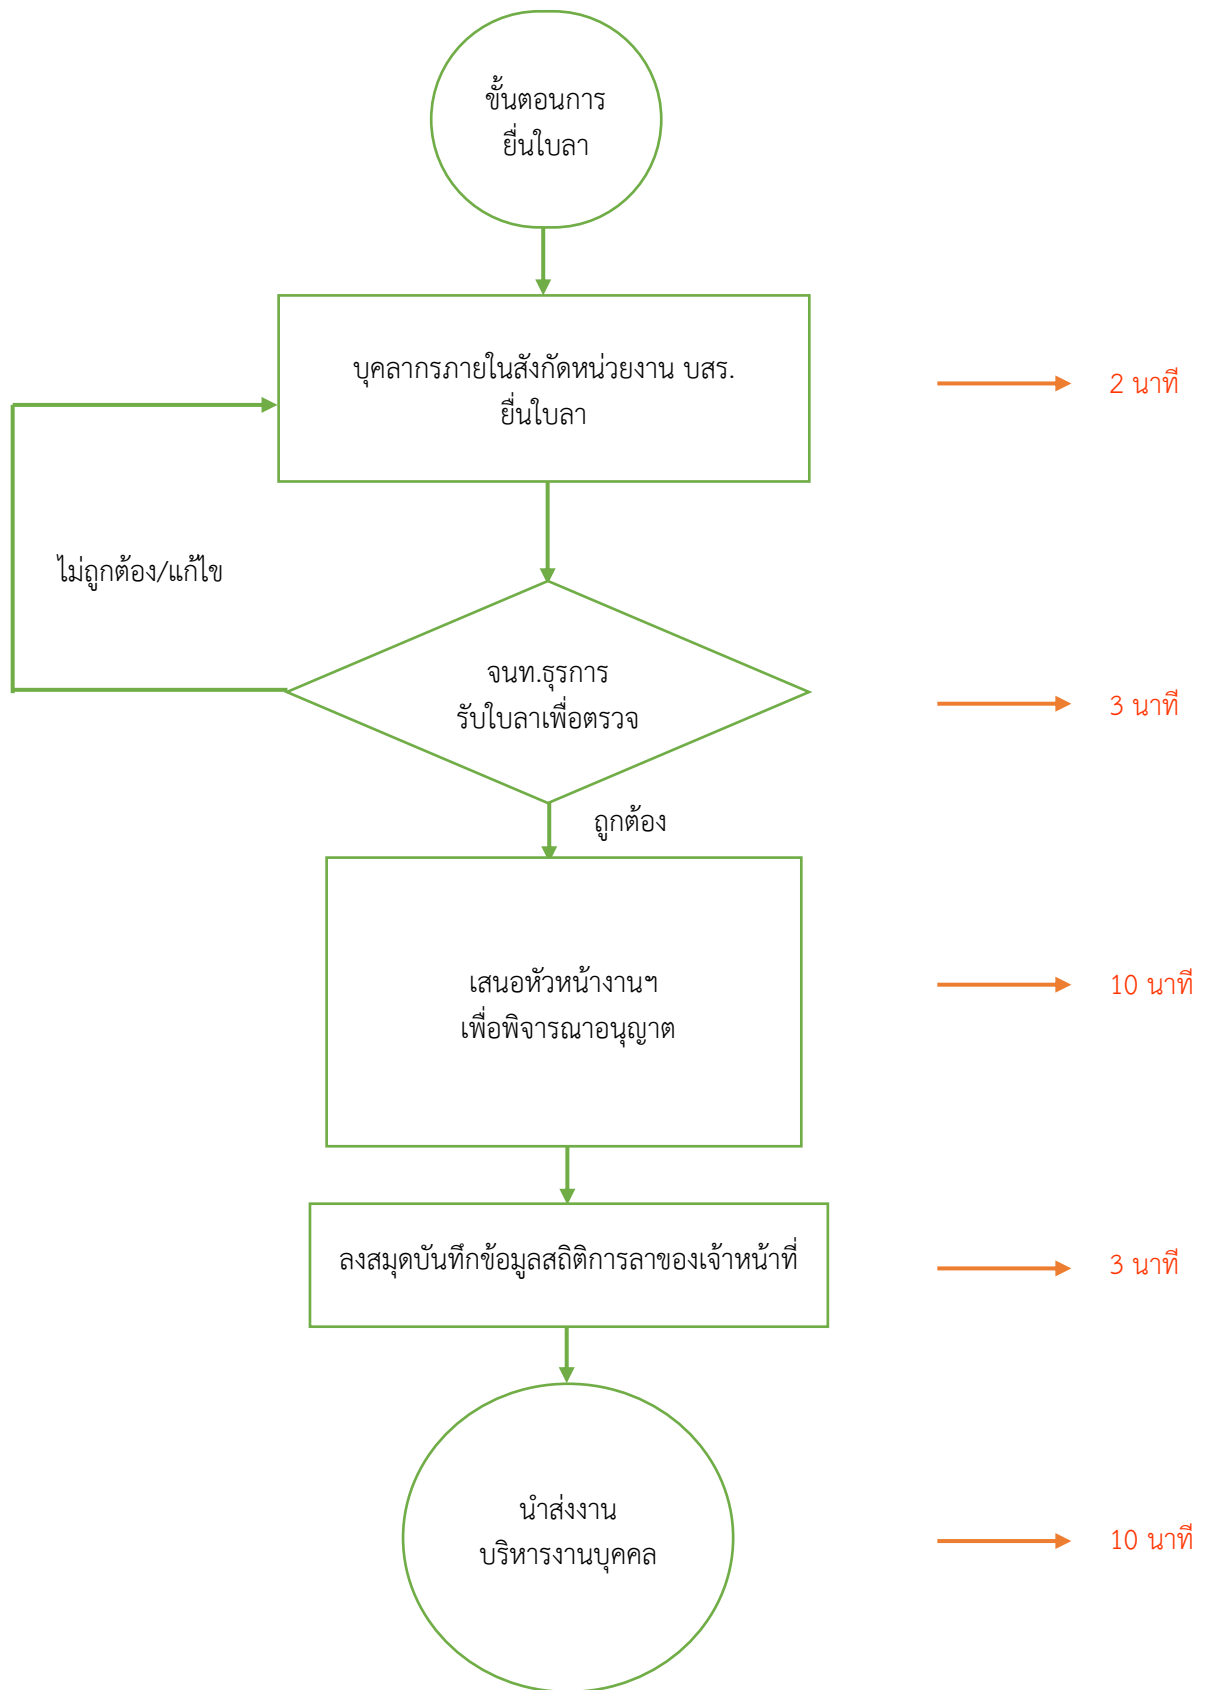 ขั้นตอนการ
ยื่นใบลา
บุคลากรภายในสังกัดหน่วยงาน บสร.
ยื่นใบลา
2 นาที
ไม่ถูกต้อง/แก้ไข
จนท.ธุรการ
รับใบลาเพื่อตรวจ
3 นาที
ถูกต้อง
เสนอหัวหน้างานฯ
เพื่อพิจารณาอนุญาต
10 นาที
ลงสมุดบันทึกข้อมูลสถิติการลาของเจ้าหน้าที่
3 นาที
นำส่งงาน
บริหารงานบุคคล
10 นาที